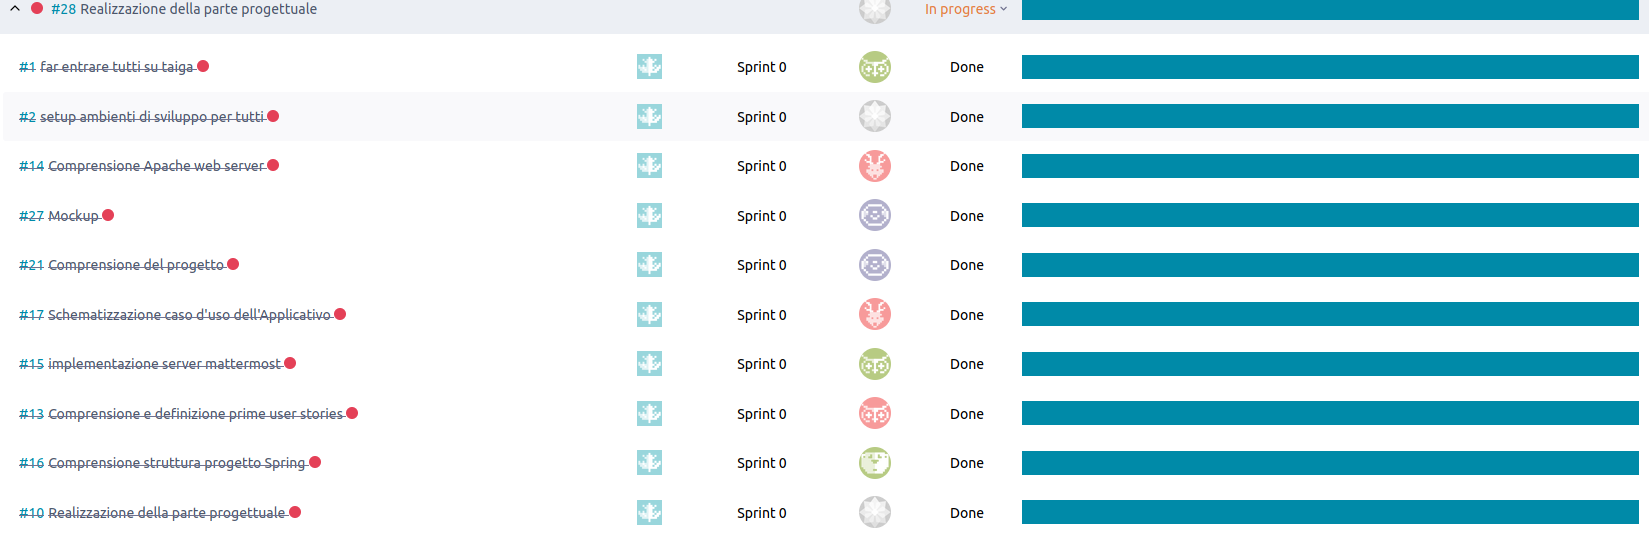 #28 Realizzazione della parte progettuale In progress
#1 far entrare tutti su taiga Sprint 0 Done
#2 setup ambienti di sviluppo per tutti Sprint 0 Done
#14 Comprensione Apache web server Sprint 0 Done
#27 Mockup Sprint 0 Done
#21 Comprensione del progetto Sprint 0 Done
#17 Schematizzazione caso d'uso dell'Applicativo Sprint 0 Done
#15 implementazione server mattermost Sprint 0 Done
#13 Comprensione e definizione prime user stories Sprint 0 Done
#16 Comprensione struttura progetto Spring Sprint 0 Done
#10 Realizzazione della parte progettuale Sprint 0 Done